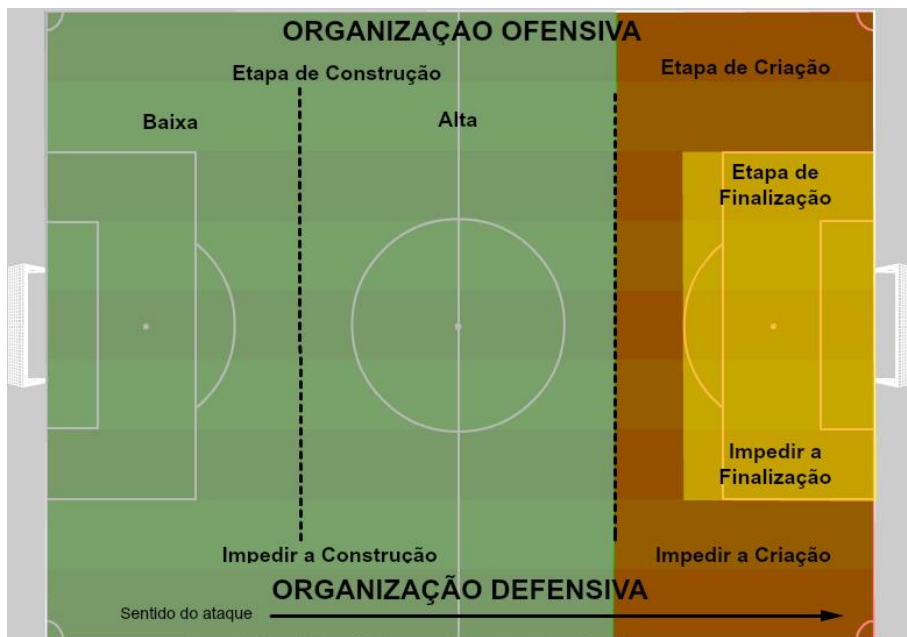 ORGANIZAÇAO OFENSIVA
Etapa de Construção
Etapa de Criação
Baixa
Alta
Etapa de
Finalização
Impedir a
Finalização
Impedir a Construção
Impedir a Criação
ORGANIZAÇÃO DEFENSIVA
Sentido do ataque